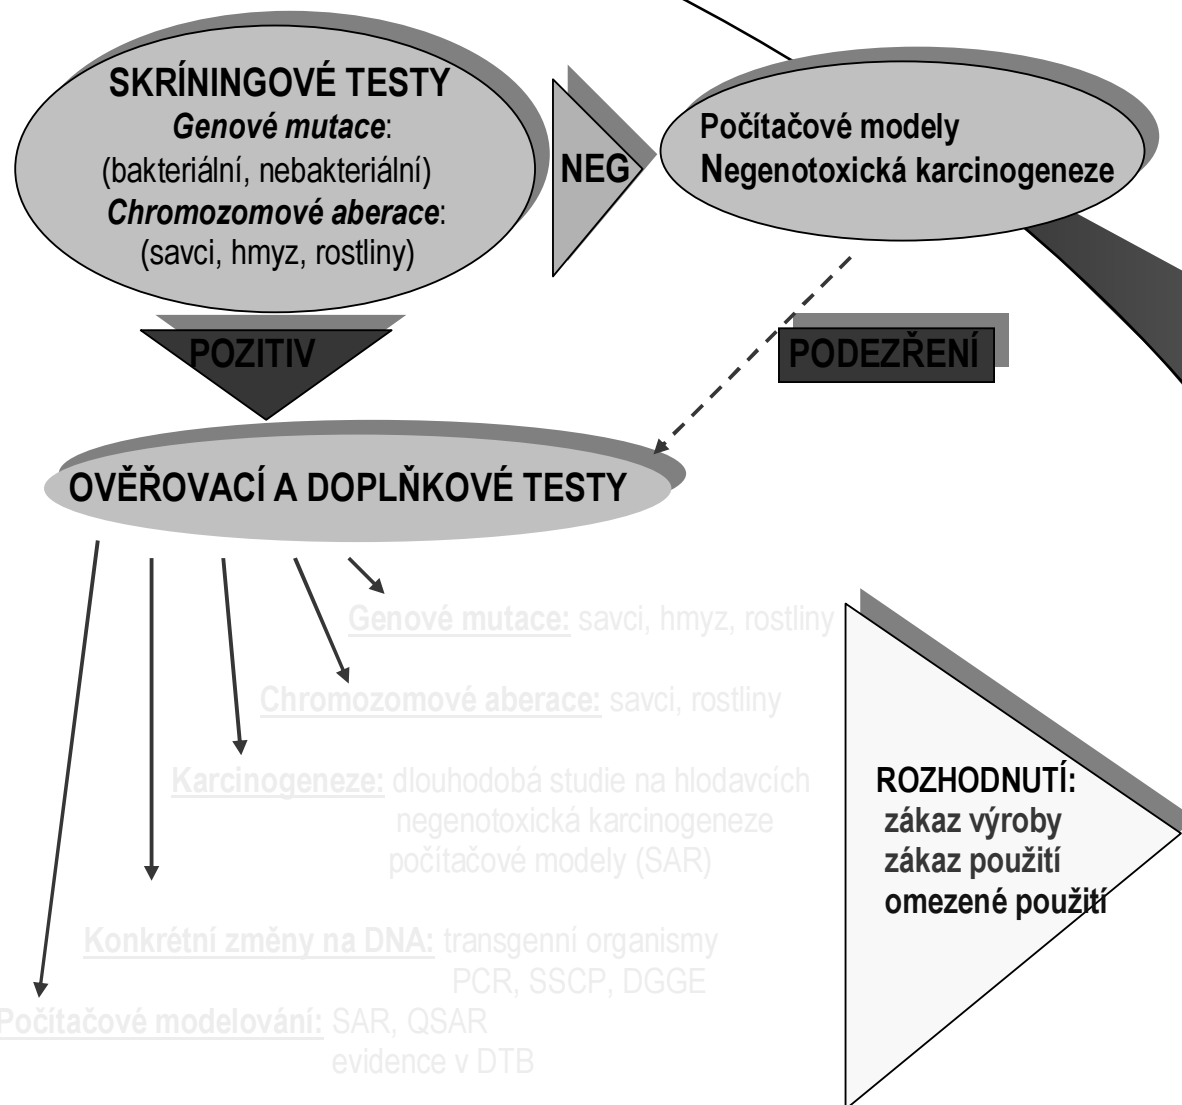 SKRÍNINGOVÉ TESTY
Genové mutace:
(bakteriální, nebakteriální)
Chromozomové aberace:
(savci, hmyz, rostliny)
NEG
Počítačové modely
Negenotoxická karcinogeneze
POZITIV
PODEZŘENÍ
OVĚŘOVACÍ A DOPLŇKOVÉ TESTY
Genové mutace: savci, hmyz, rostliny
Chromozomové aberace: savci, rostliny
Karcinogeneze: dlouhodobá studie na hlodavcích
negenotoxická karcinogeneze
počítačové modely (SAR)
Konkrétní změny na DNA: transgenní organismy
PCR, SSCP, DGGE
Počítačové modelování: SAR, QSAR
evidence v DTB
ROZHODNUTÍ:
zákaz výroby
zákaz použití
omezené použití